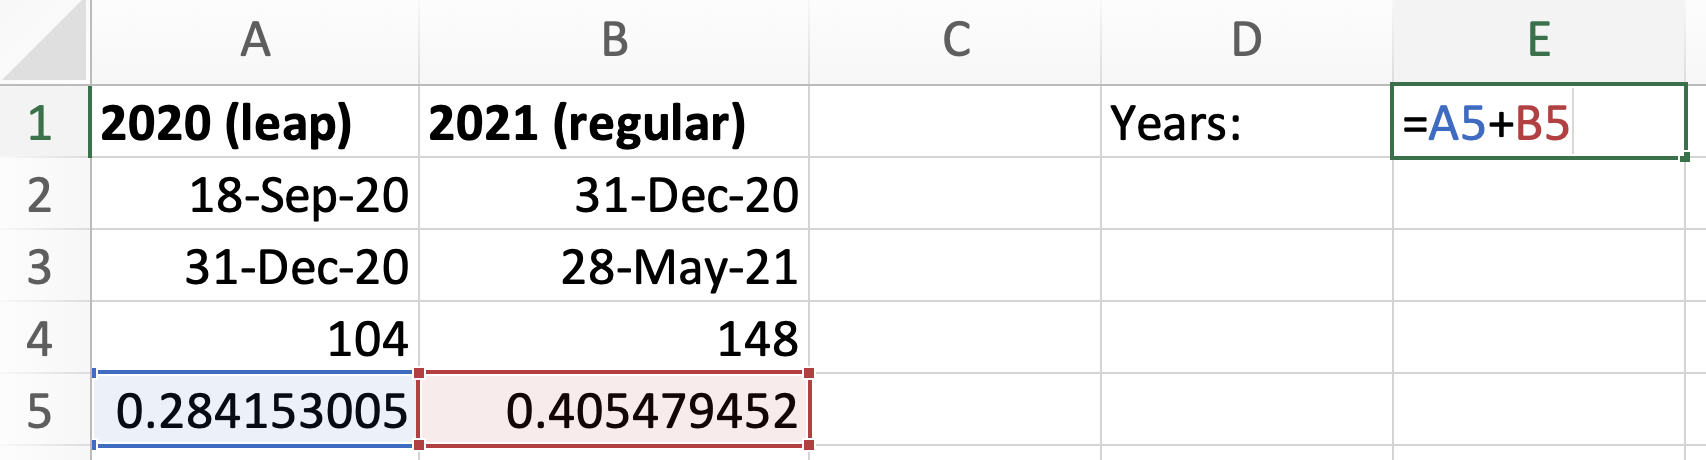 A B C D E
1 2020 (leap) 2021 (regular) Years: =A5+B5
2 18-Sep-20 31-Dec-20
3 31-Dec-20 28-May-21
4 104 148
5 0.284153005 0.405479452